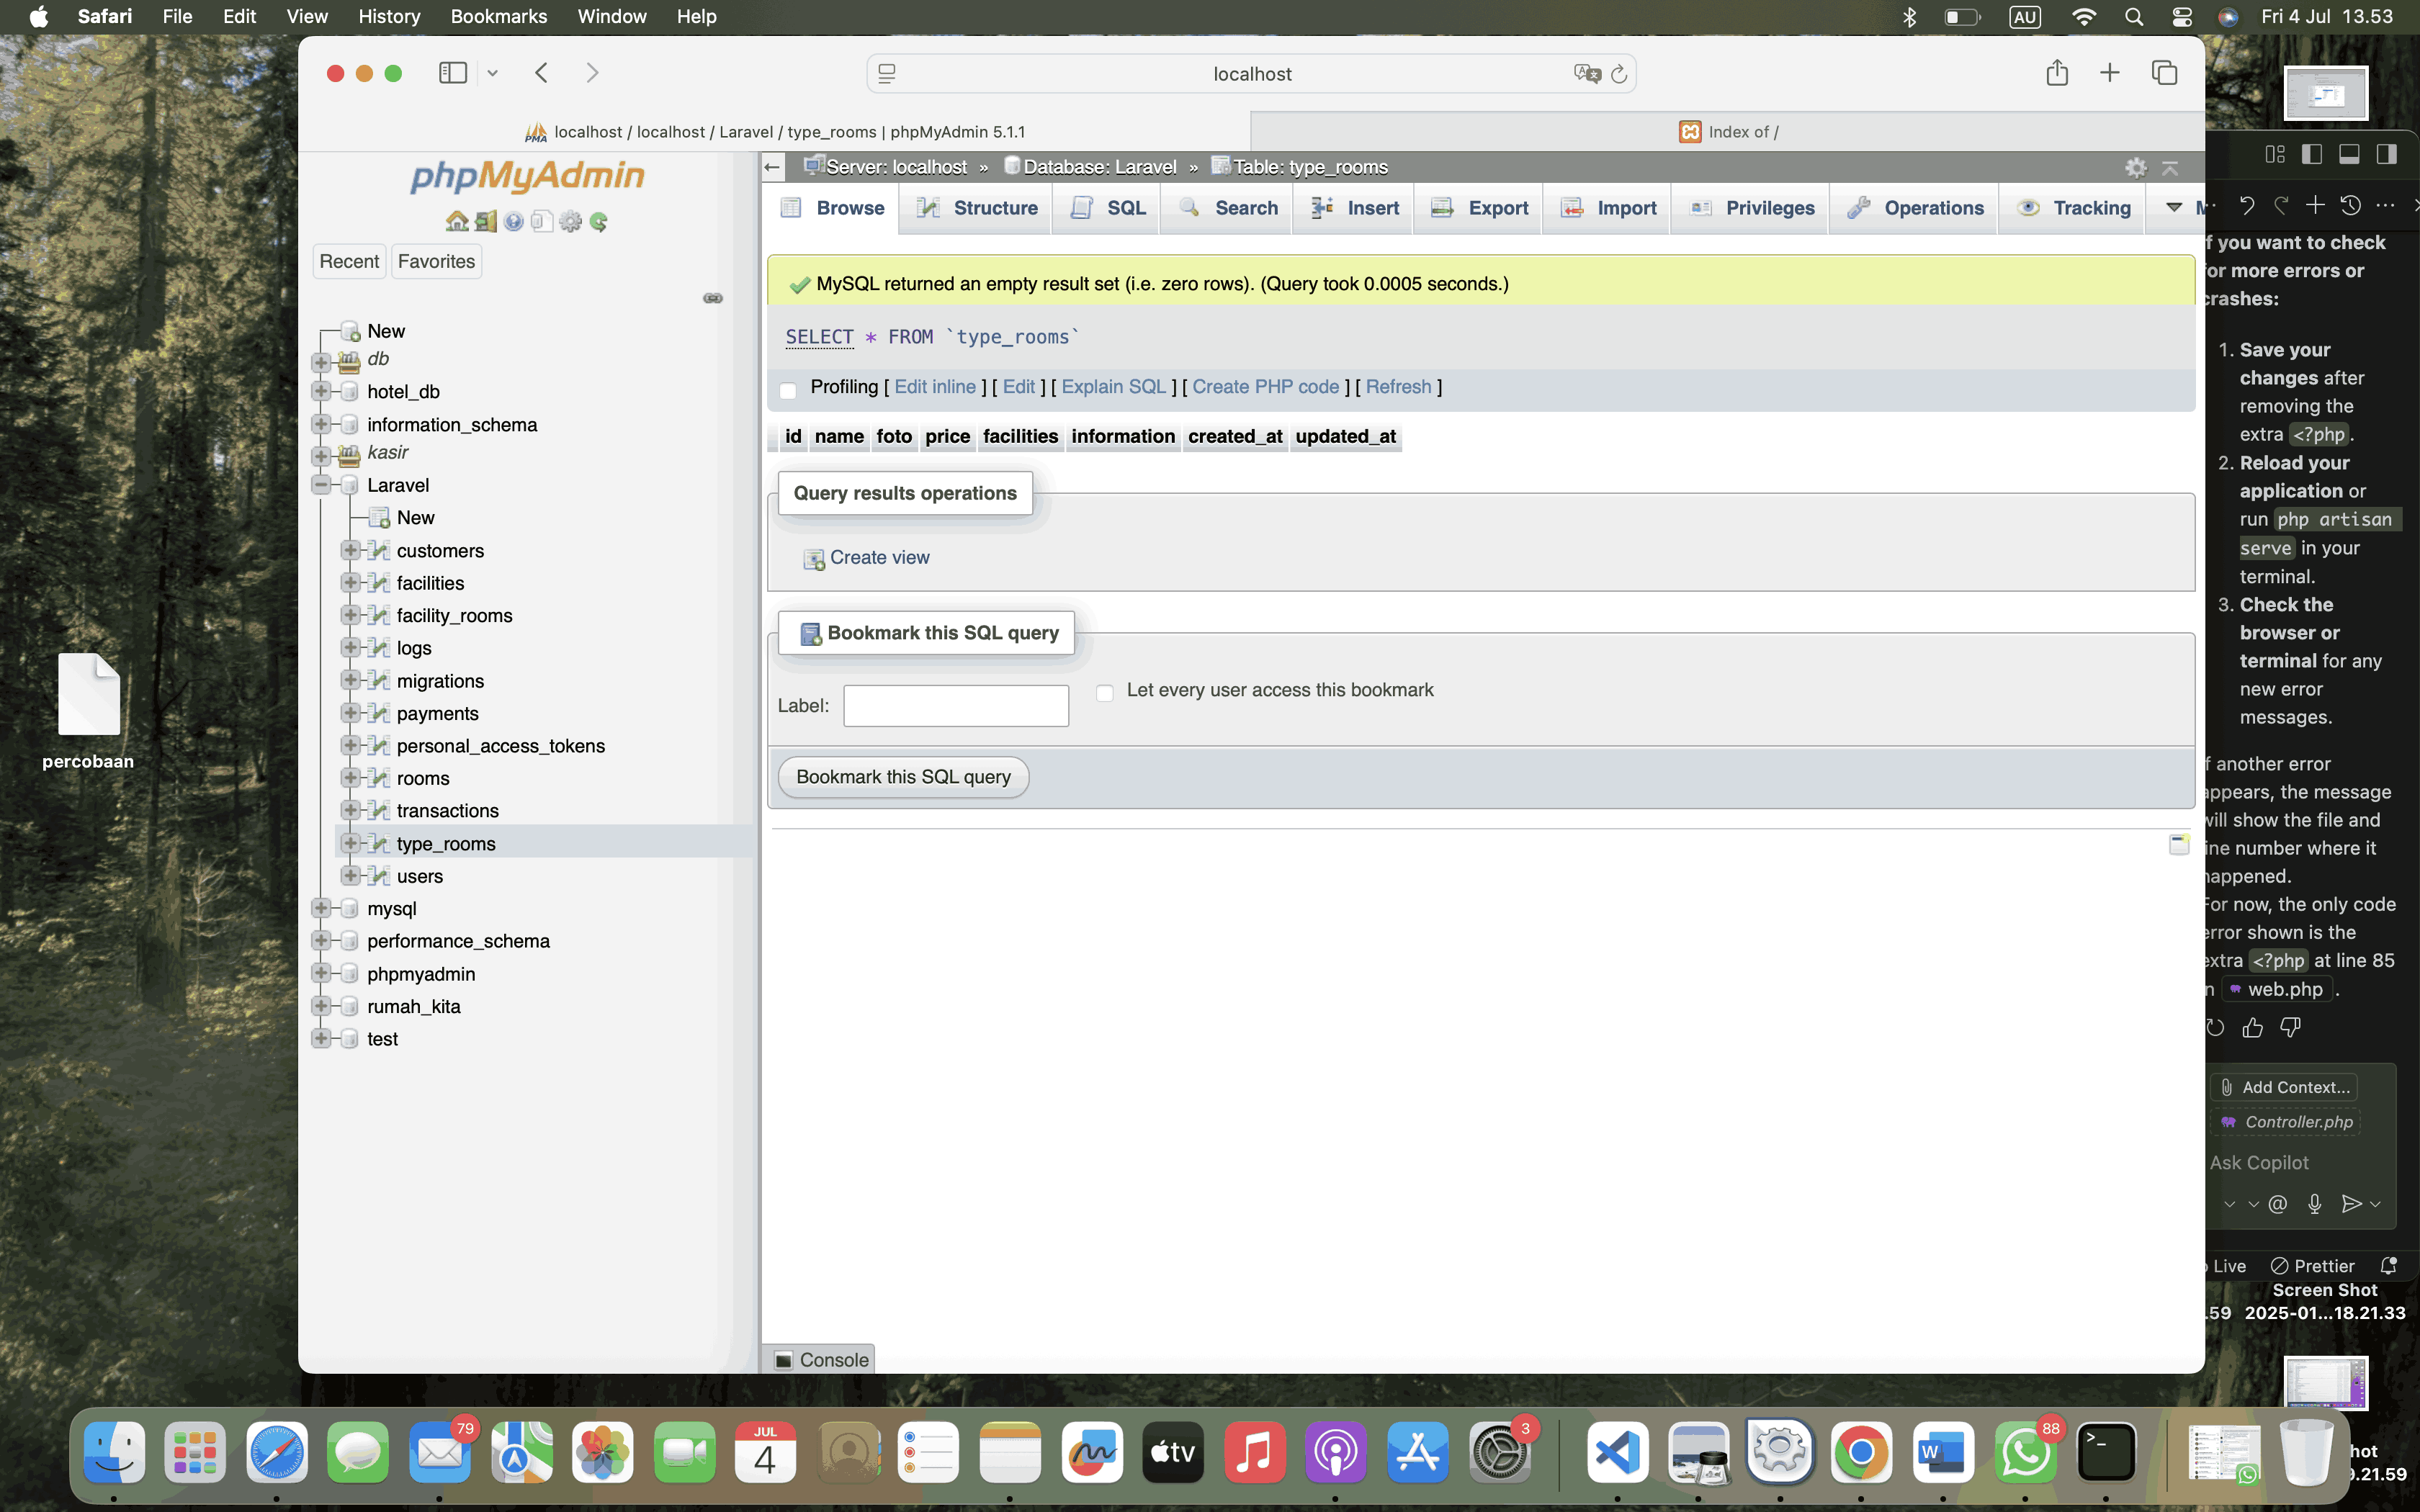 Safari File Edit View History Bookmarks Window Help
AU
Fri 4 Jul 13.53
localhost
PMA localhost / localhost / Laravel / type_rooms | phpMyAdmin 5.1.1
Index of /
phpMyAdmin
Recent
Favorites
New
db
hotel_db
information_schema
kasir
Laravel
New
customers
facilities
facility_rooms
logs
migrations
payments
personal_access_tokens
rooms
transactions
type_rooms
users
mysql
performance_schema
phpmyadmin
rumah_kita
test
Server: localhost » Database: Laravel » Table: type_rooms
Browse Structure SQL Search Insert Export Import Privileges Operations Tracking
MySQL returned an empty result set (i.e. zero rows). (Query took 0.0005 seconds.)
SELECT * FROM `type_rooms`
Profiling [ Edit inline ] [ Edit ] [ Explain SQL ] [ Create PHP code ] [ Refresh ]
id name foto price facilities information created_at updated_at
Query results operations
Create view
Bookmark this SQL query
Label:
Let every user access this bookmark
Bookmark this SQL query
Console
f you want to check
or more errors or
crashes:
1. Save your
changes after
removing the
extra <?php.
2. Reload your
application or
run php artisan
serve in your
terminal.
3. Check the
browser or
terminal for any
new error
messages.
f another error
appears, the message
will show the file and
ine number where it
happened.
For now, the only code
error shown is the
extra <?php at line 85
n web.php .
Add Context...
Controller.php
Ask Copilot
Live
Prettier
Screen Shot
.59 2025-01...18.21.33
hot
9.21.59
percobaan
79
JUL
4
tv
3
W
88
>_